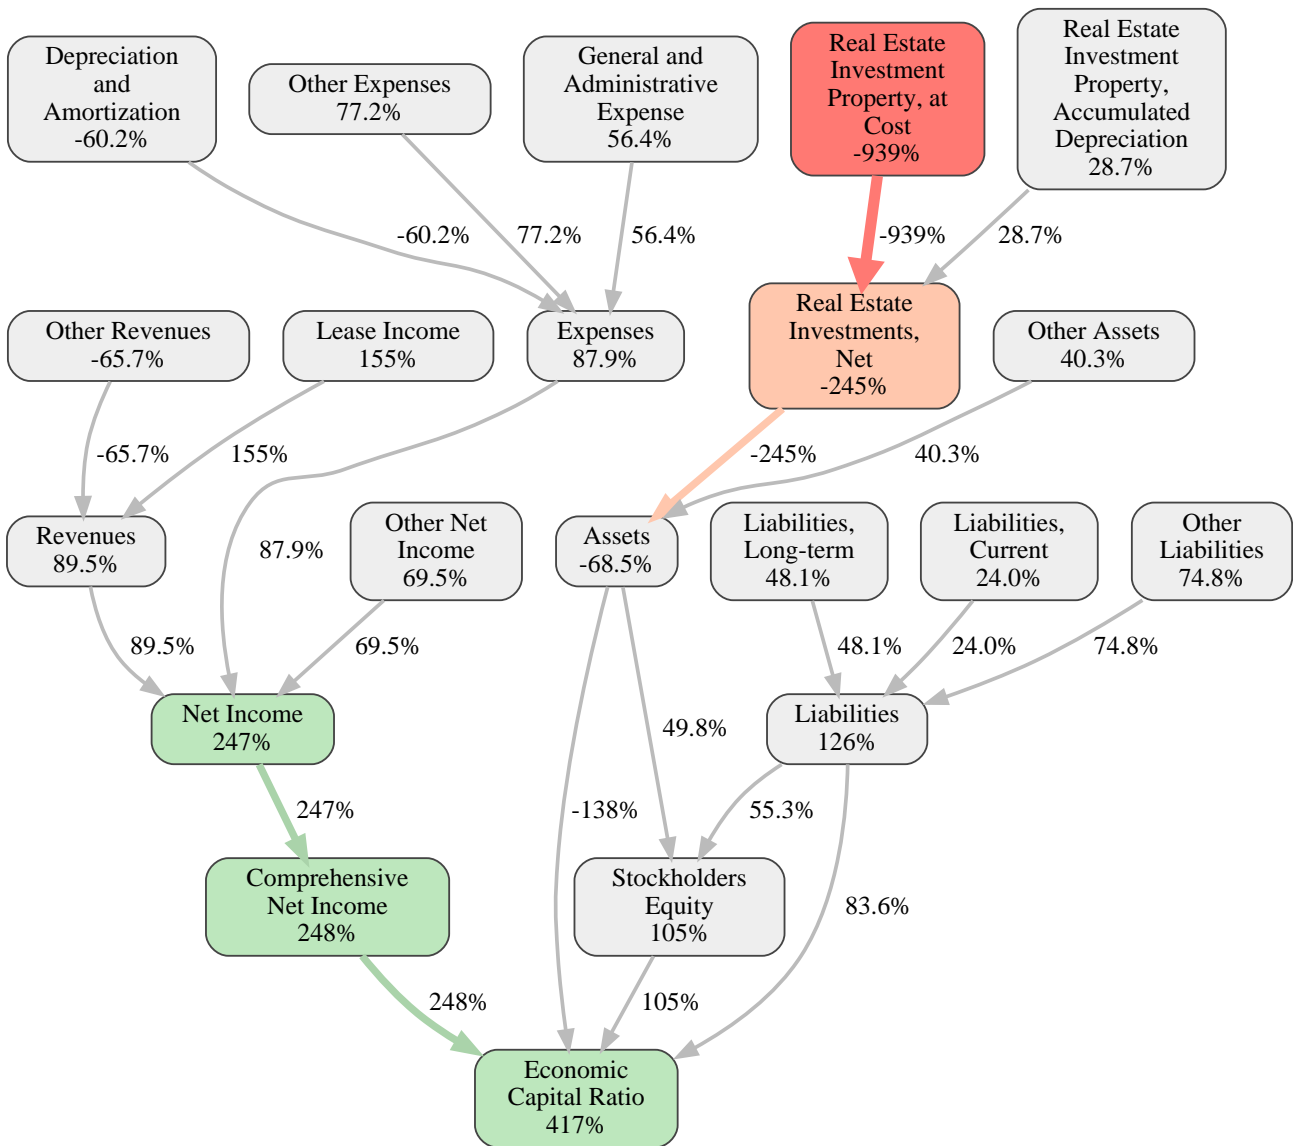 Depreciation
and
Amortization
-60.2%
Other Expenses
77.2%
General and
Administrative
Expense
56.4%
Real Estate
Investment
Property, at
Cost
-939%
Real Estate
Investment
Property,
Accumulated
Depreciation
28.7%
-60.2%
77.2%
56.4%
-939%
28.7%
Other Revenues
-65.7%
Lease Income
155%
Expenses
87.9%
Real Estate
Investments,
Net
-245%
Other Assets
40.3%
-65.7%
155%
-245%
40.3%
Revenues
89.5%
87.9%
Other Net
Income
69.5%
Assets
-68.5%
Liabilities,
Long-term
48.1%
Liabilities,
Current
24.0%
Other
Liabilities
74.8%
89.5%
69.5%
48.1%
24.0%
74.8%
Net Income
247%
49.8%
Liabilities
126%
247%
-138%
55.3%
Comprehensive
Net Income
248%
Stockholders
Equity
105%
83.6%
248%
105%
Economic
Capital Ratio
417%